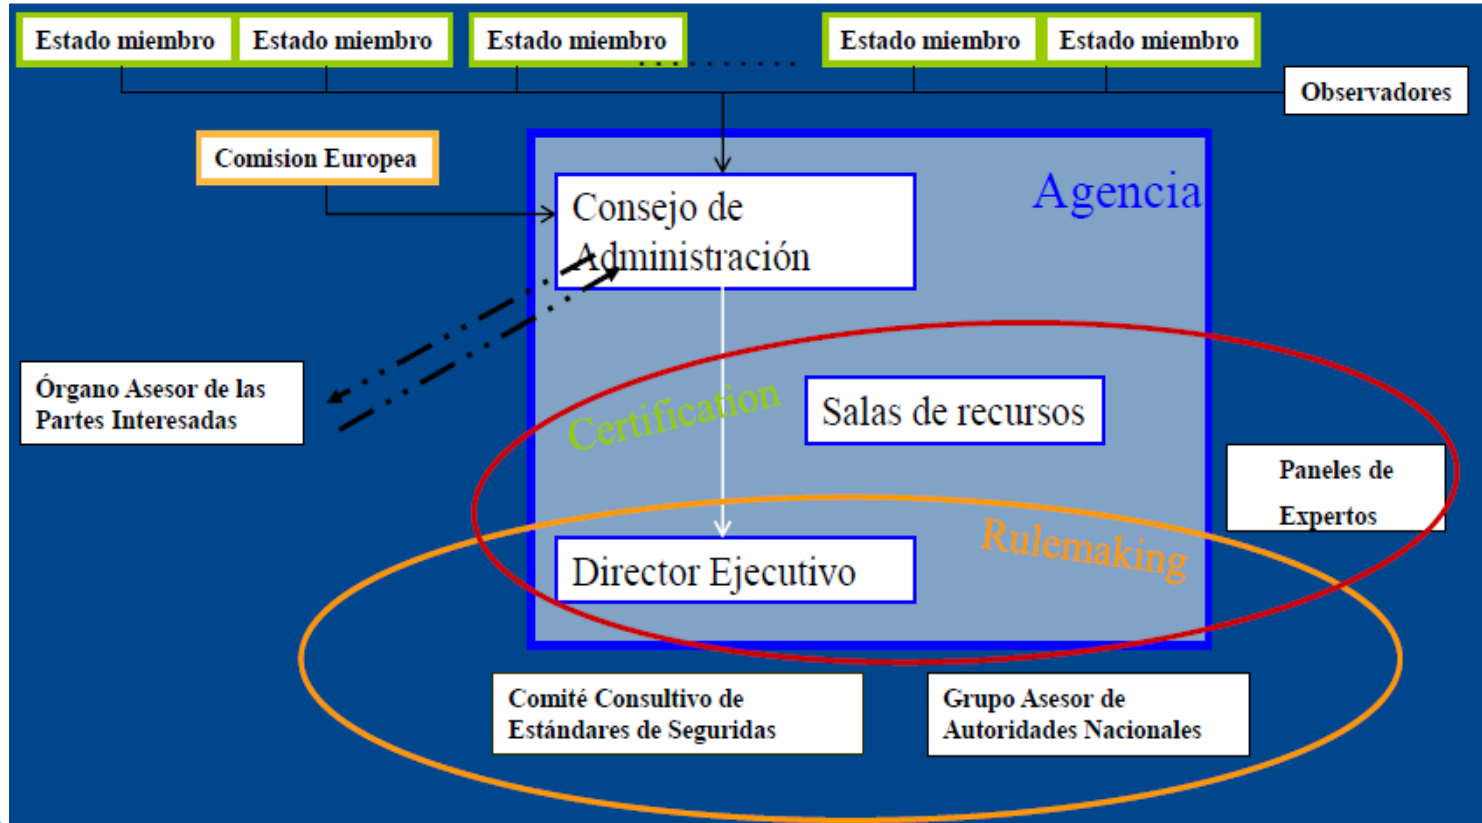 Estado miembro
Estado miembro
Estado miembro
Estado miembro
Estado miembro
Observadores
Comision Europea
Agencia
Consejo de
Administración
Órgano Asesor de las
Partes Interesadas
Certification
Salas de recursos
Paneles de
Expertos
Rulemaking
Director Ejecutivo
Comité Consultivo de
Estándares de Seguridas
Grupo Asesor de
Autoridades Nacionales